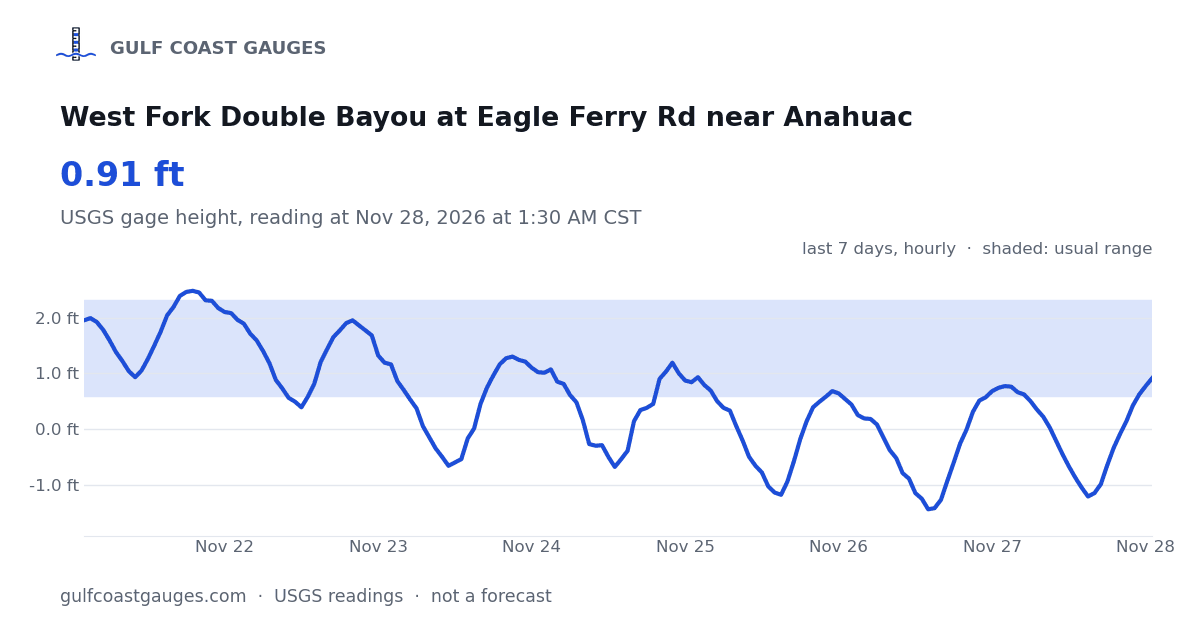 GULF COAST GAUGES
West Fork Double Bayou at Eagle Ferry Rd near Anahuac
0.91 ft
USGS gage height, reading at Nov 28, 2026 at 1:30 AM CST
last 7 days, hourly · shaded: usual range
2.0 ft
1.0 ft
0.0 ft
-1.0 ft
Nov 22 Nov 23 Nov 24 Nov 25 Nov 26 Nov 27 Nov 28
gulfcoastgauges.com · USGS readings · not a forecast